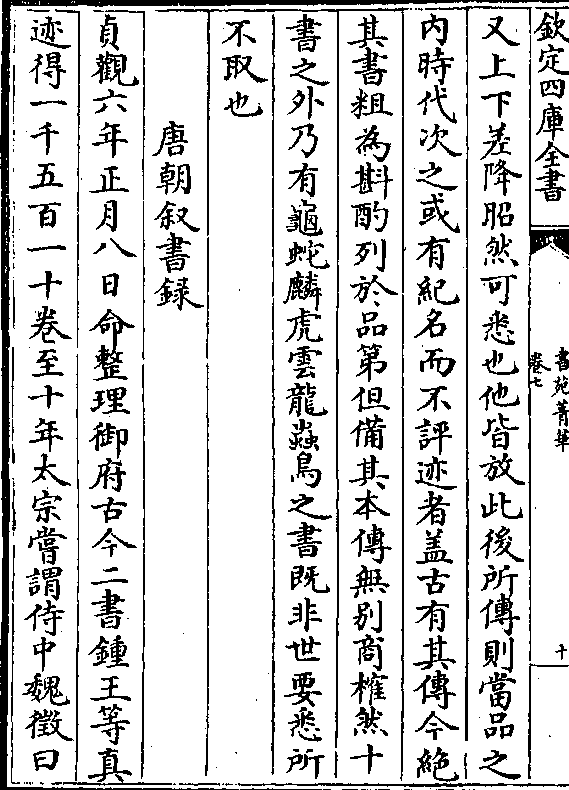 欽定四庫全書
書苑菁華
卷七
十
又上下差降昭然可悉也他皆放此後所傳則當品之
内時代次之或有紀名而不評迹者盖古有其傳今絶
其書粗為斟酌列於品第但備其本傳無別商榷然十
書之外乃有龜蛇麟虎雲龍蟲鳥之書既非世要悉所
不取也
唐朝叙書録
貞觀六年正月八日命整理御府古今二書鍾王等真
迹得一千五百一十卷至十年太宗嘗謂侍中魏徵曰